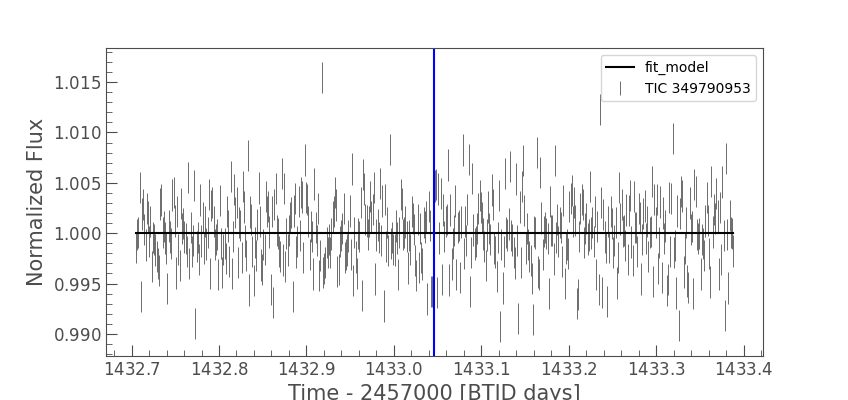 1.015
1.010
1.005
1.000
0.995
0.990
Normalized Flux
fit_model
TIC 349790953
1432.7 1432.8 1432.9 1433.0 1433.1 1433.2 1433.3 1433.4
Time - 2457000 [BTJD days]